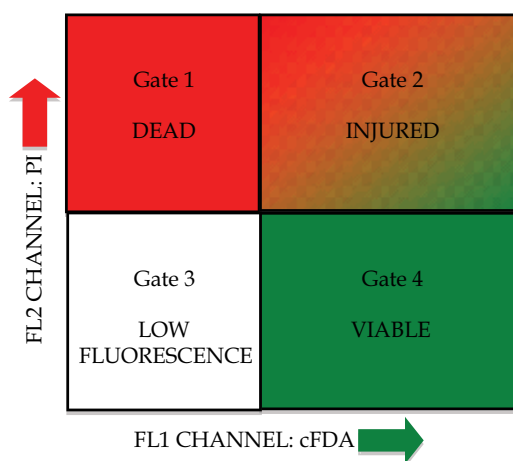 Gate 1
DEAD
Gate 2
INJURED
Gate 3
LOW
FLUORESCENCE
Gate 4
VIABLE
FL2 CHANNEL: PI
FL1 CHANNEL: cFDA